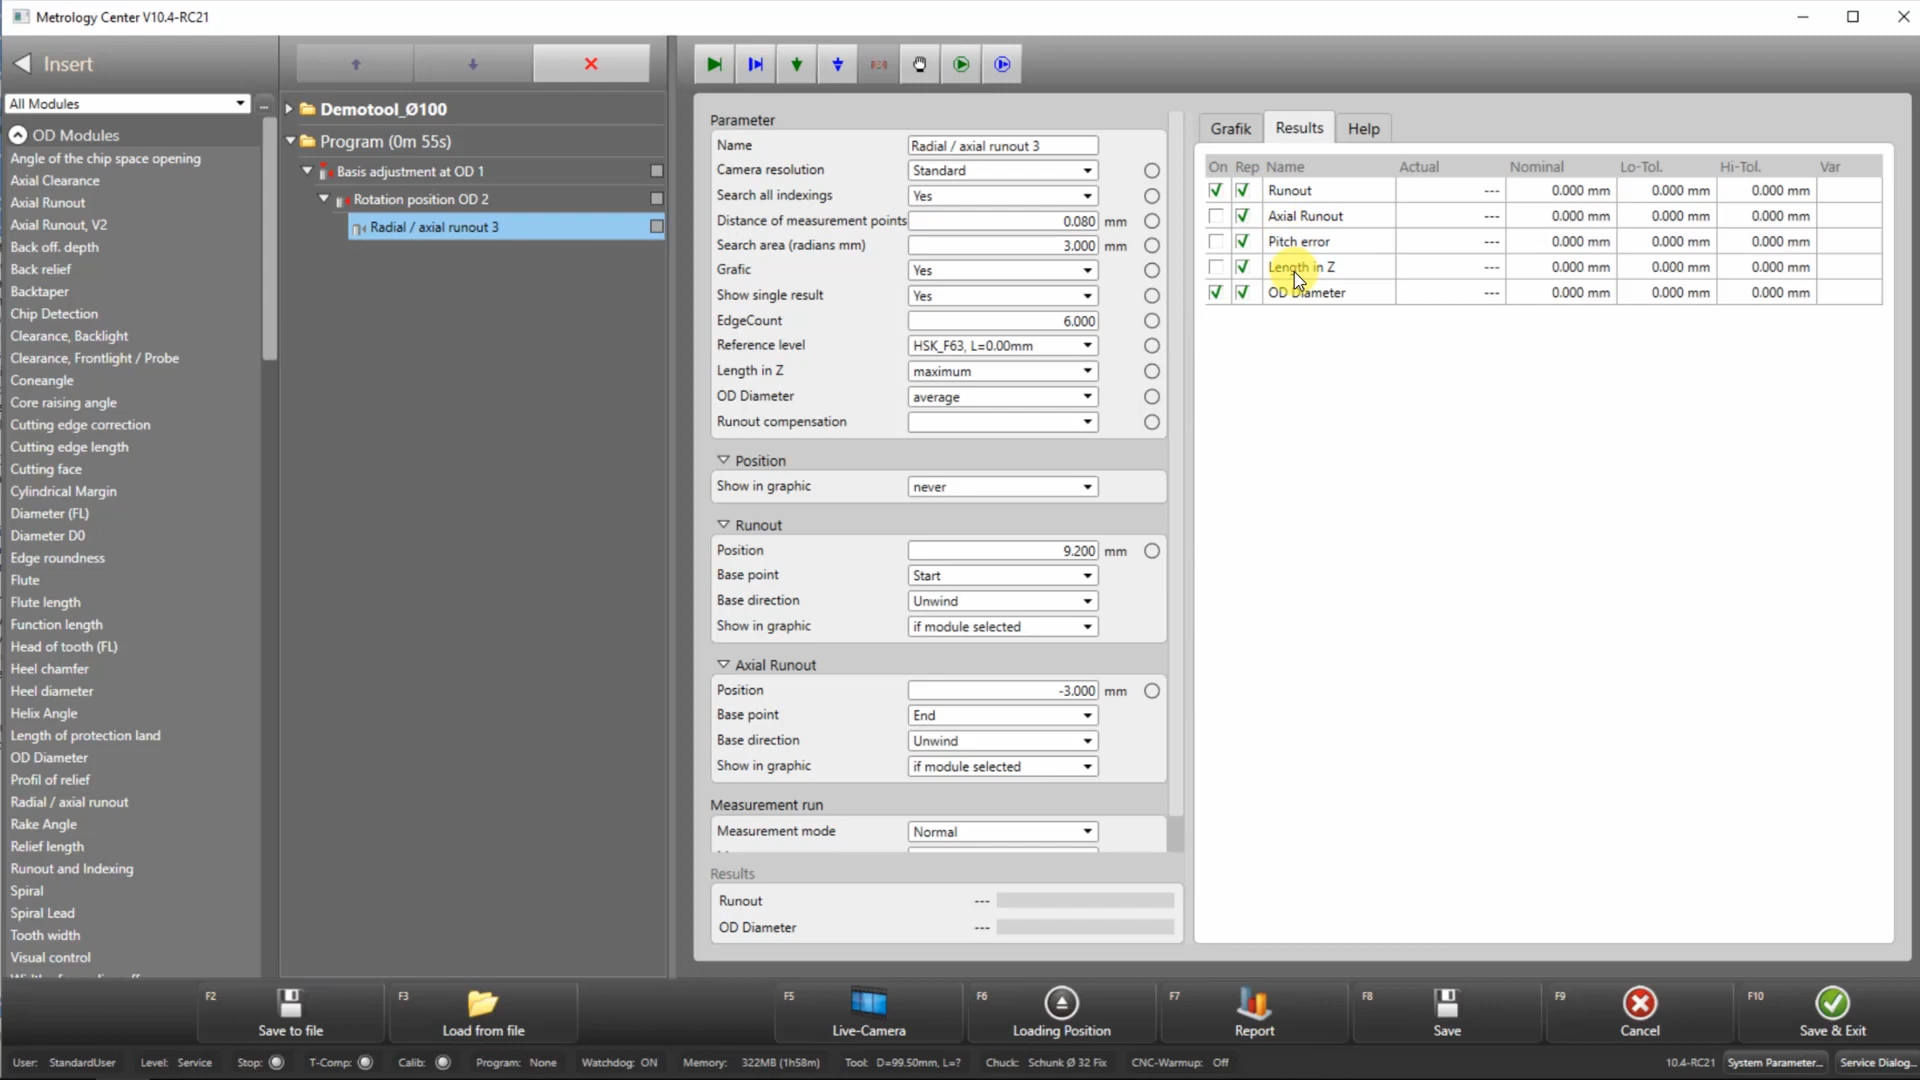 Metrology Center V10.4-RC21
Insert
All Modules
...
OD Modules
Angle of the chip space opening
Axial Clearance
Axial Runout
Axial Runout, V2
Back off. depth
Back relief
Backtaper
Chip Detection
Clearance, Backlight
Clearance, Frontlight / Probe
Coneangle
Core raising angle
Cutting edge correction
Cutting edge length
Cutting face
Cylindrical Margin
Diameter (FL)
Diameter D0
Edge roundness
Flute
Flute length
Function length
Head of tooth (FL)
Heel chamfer
Heel diameter
Helix Angle
Length of protection land
OD Diameter
Profil of relief
Radial / axial runout
Rake Angle
Relief length
Runout and Indexing
Spiral
Spiral Lead
Tooth width
Visual control
Demotool_Ø100
Program (0m 55s)
Basis adjustment at OD 1
Rotation position OD 2
Radial / axial runout 3
Parameter
Name Radial / axial runout 3
Camera resolution Standard
Search all indexings Yes
Distance of measurement points 0.080 mm
Search area (radians mm) 3.000 mm
Grafic Yes
Show single result Yes
EdgeCount 6.000
Reference level HSK_F63, L=0.00mm
Length in Z maximum
OD Diameter average
Runout compensation
Position
Show in graphic never
Runout
Position 9.200 mm
Base point Start
Base direction Unwind
Show in graphic if module selected
Axial Runout
Position -3.000 mm
Base point End
Base direction Unwind
Show in graphic if module selected
Measurement run
Measurement mode Normal
Results
Runout ---
OD Diameter ---
Grafik Results Help
On Rep Name Actual Nominal Lo-Tol. Hi-Tol. Var
Runout --- 0.000 mm 0.000 mm 0.000 mm
Axial Runout --- 0.000 mm 0.000 mm 0.000 mm
Pitch error --- 0.000 mm 0.000 mm 0.000 mm
Length in Z --- 0.000 mm 0.000 mm 0.000 mm
OD Diameter --- 0.000 mm 0.000 mm 0.000 mm
F2 Save to file
F3 Load from file
F5 Live-Camera
F6 Loading Position
F7 Report
F8 Save
F9 Cancel
F10 Save & Exit
User: StandardUser Level: Service Stop: T-Comp: Calib: Program: None Watchdog: ON Memory: 322MB (1h58m) Tool: D=99.50mm, L=? Chuck: Schunk Ø 32 Fix CNC-Warmup: Off 10.4-RC21 System Parameter... Service Dialog...